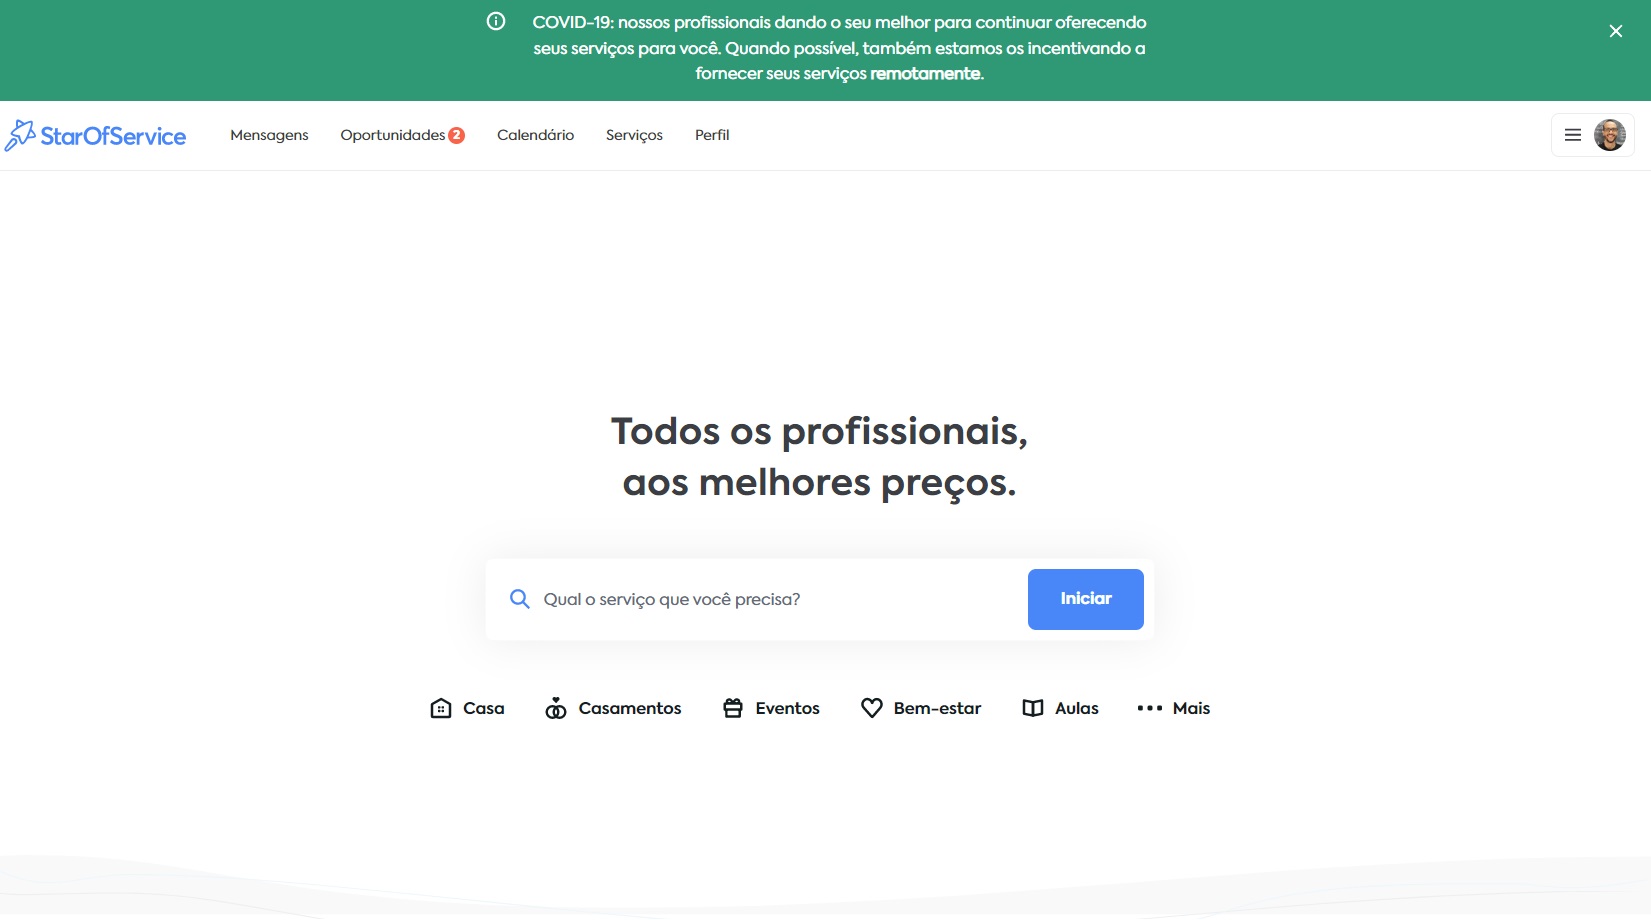 COVID-19: nossos profissionais dando o seu melhor para continuar oferecendo
seus serviços para você. Quando possível, também estamos os incentivando a
fornecer seus serviços remotamente.
StarOfService
Mensagens
Oportunidades 2
Calendário
Serviços
Perfil
Todos os profissionais,
aos melhores preços.
Qual o serviço que você precisa?
Iniciar
Casa
Casamentos
Eventos
Bem-estar
Aulas
Mais